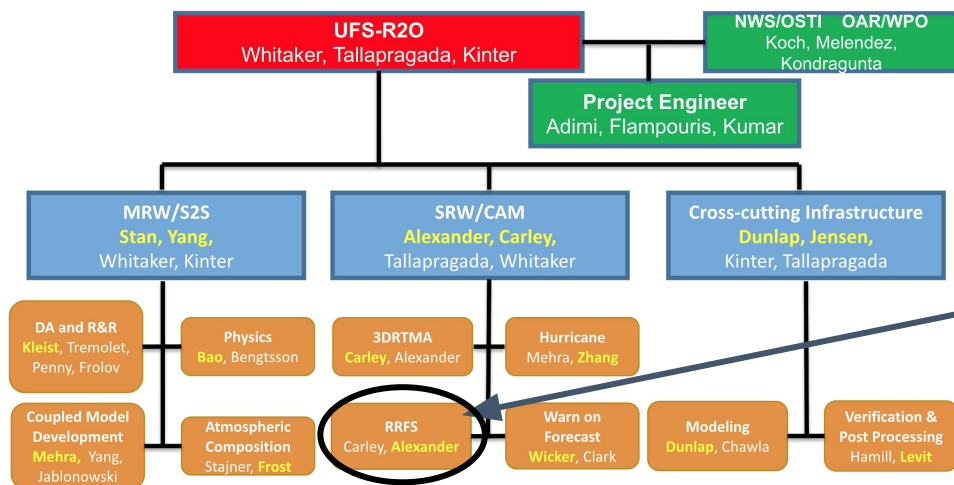 UFS-R2O
Whitaker, Tallapragada, Kinter
NWS/OSTI OAR/WPO
Koch, Melendez,
Kondragunta
Project Engineer
Adimi, Flampouris, Kumar
MRW/S2S
Stan, Yang,
Whitaker, Kinter
SRW/CAM
Alexander, Carley,
Tallapragada, Whitaker
Cross-cutting Infrastructure
Dunlap, Jensen,
Kinter, Tallapragada
DA and R&R
Kleist, Tremolet,
Penny, Frolov
Physics
Bao, Bengtsson
3DRTMA
Carley, Alexander
Hurricane
Mehra, Zhang
Coupled Model
Development
Mehra, Yang,
Jablonowski
Atmospheric
Composition
Stajner, Frost
RRFS
Carley, Alexander
Warn on
Forecast
Wicker, Clark
Modeling
Dunlap, Chawla
Verification &
Post Processing
Hamill, Levit